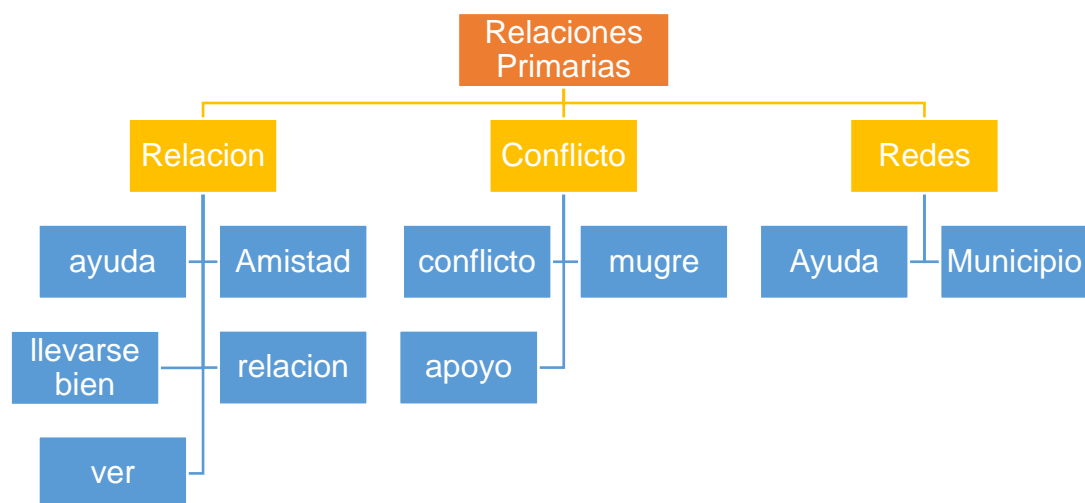 Relaciones
Primarias
Relacion
Conflicto
Redes
ayuda
Amistad
conflicto
mugre
Ayuda
Municipio
llevarse
bien
relacion
apoyo
ver